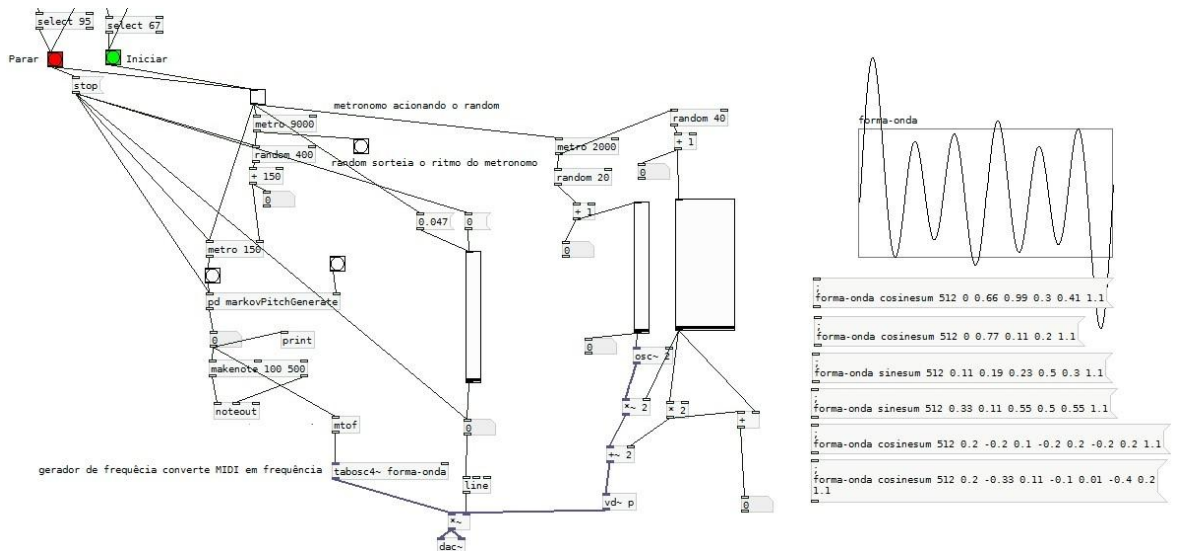 select 95
select 67
Parar
Iniciar
stop
metronomo acionando o random
metro 9000
random 40
forma-onda
+ 1
metro 2000
random 400
random sorteia o ritmo do metronomo
+ 150
0
0
random 20
+ 1
0.047
0
metro 150
0
pd markovPitchGenerate
0
print
0
osc~ 2
makenote 100 500
noteout
*~ 2
* 2
+
mtof
0
+~ 2
gerador de frequêcia converte MIDI em frequência
tabosc4~ forma-onda
line
vd~ p
0
*~
dac~
;
forma-onda cosinesum 512 0 0.66 0.99 0.3 0.41 1.1
;
forma-onda cosinesum 512 0 0.77 0.11 0.2 1.1
;
forma-onda sinesum 512 0.11 0.19 0.23 0.5 0.3 1.1
;
forma-onda sinesum 512 0.33 0.11 0.55 0.5 0.55 1.1
;
forma-onda cosinesum 512 0.2 -0.2 0.1 -0.2 0.2 -0.2 0.2 1.1
;
forma-onda cosinesum 512 0.2 -0.33 0.11 -0.1 0.01 -0.4 0.2
1.1